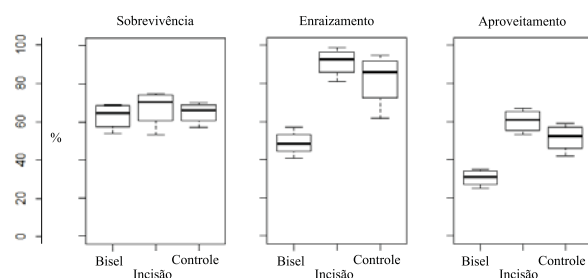 Sobrevivência
Enraizamento
Aproveitamento
100
80
60
40
20
0
%
Bisel
Incisão
Controle
Bisel
Incisão
Controle
Bisel
Incisão
Controle